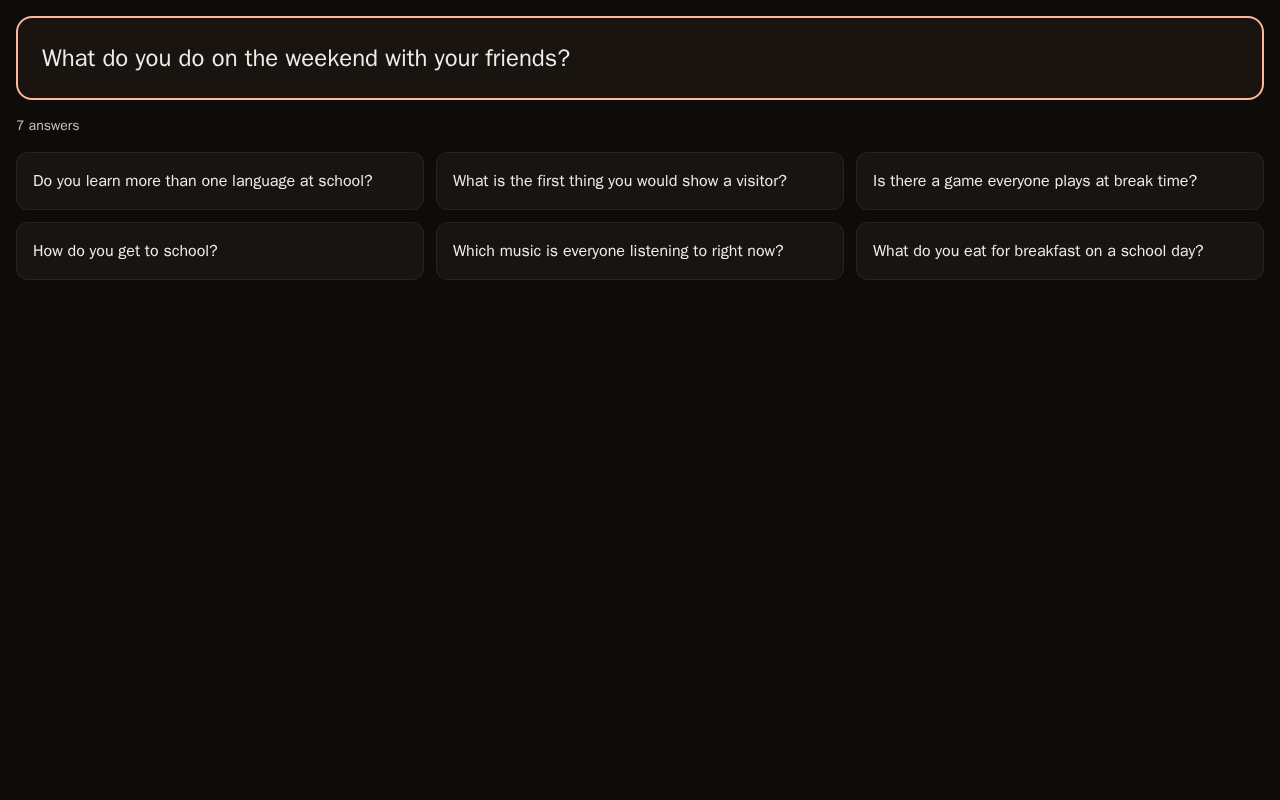 What do you do on the weekend with your friends?
7 answers
Do you learn more than one language at school?
What is the first thing you would show a visitor?
Is there a game everyone plays at break time?
How do you get to school?
Which music is everyone listening to right now?
What do you eat for breakfast on a school day?